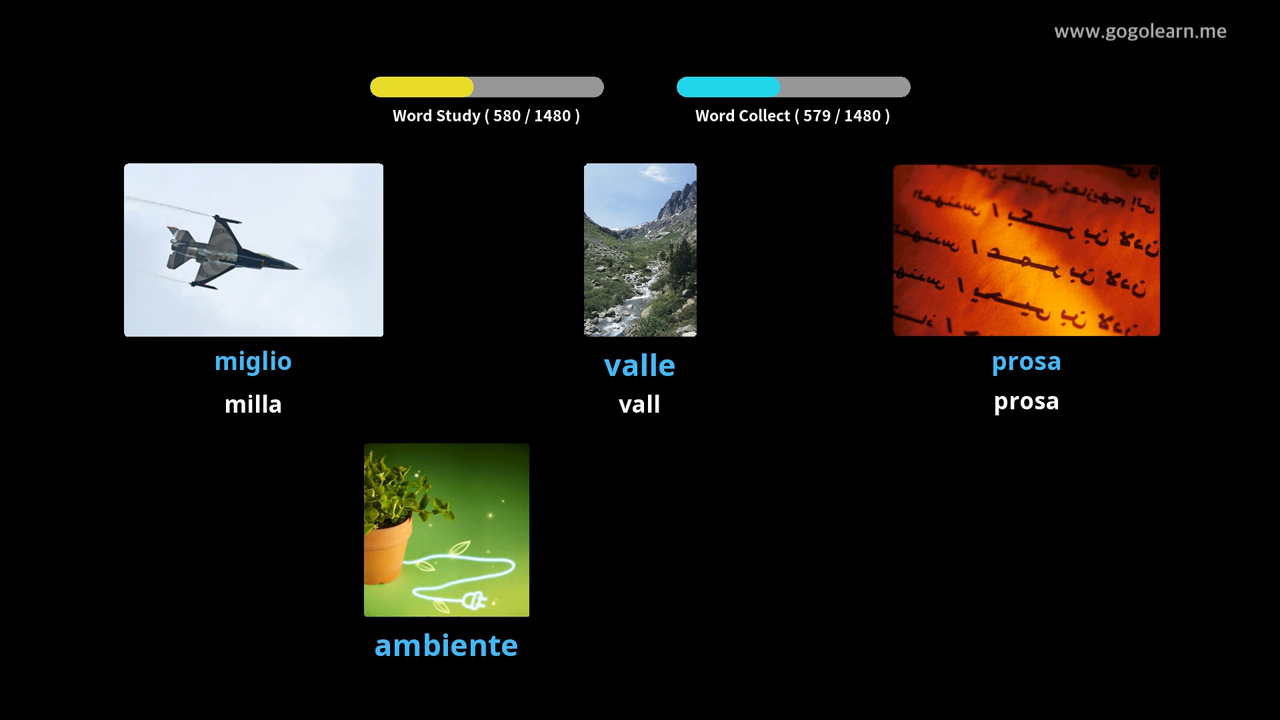 www.gogolearn.me
Word Study ( 580 / 1480 )
Word Collect ( 579 / 1480 )
miglio
milla
valle
vall
prosa
prosa
ambiente